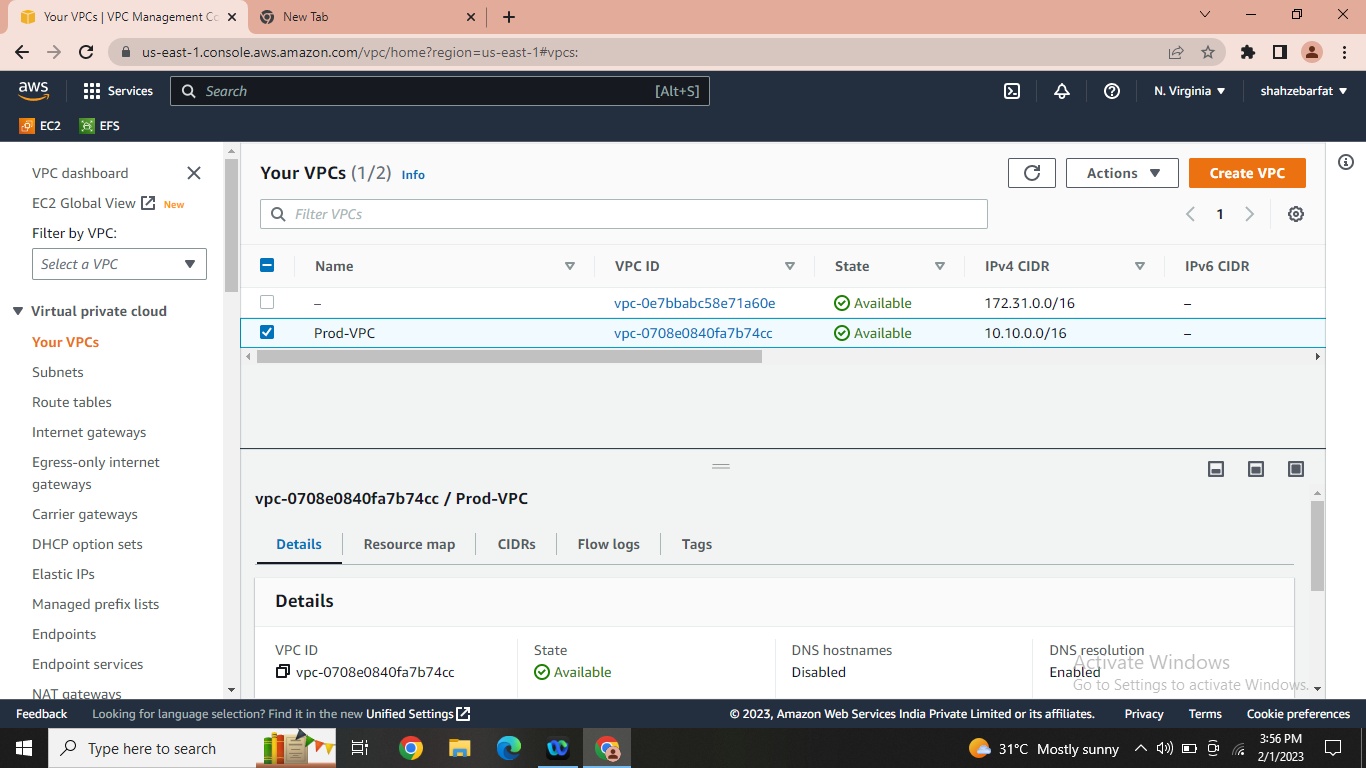 Your VPCs | VPC Management Co
New Tab
us-east-1.console.aws.amazon.com/vpc/home?region=us-east-1#vpcs:
aws
Services
Search
[Alt+S]
N. Virginia
shahzebarfat
EC2
EFS
VPC dashboard
EC2 Global View New
Filter by VPC:
Select a VPC
Virtual private cloud
Your VPCs
Subnets
Route tables
Internet gateways
Egress-only internet
gateways
Carrier gateways
DHCP option sets
Elastic IPs
Managed prefix lists
Endpoints
Endpoint services
NAT gateways
Your VPCs (1/2) Info
Actions
Create VPC
Filter VPCs
1
Name VPC ID State IPv4 CIDR IPv6 CIDR
– vpc-0e7bbabc58e71a60e Available 172.31.0.0/16 –
Prod-VPC vpc-0708e0840fa7b74cc Available 10.10.0.0/16 –
vpc-0708e0840fa7b74cc / Prod-VPC
Details Resource map CIDRs Flow logs Tags
Details
VPC ID State DNS hostnames DNS resolution
vpc-0708e0840fa7b74cc Available Disabled Enabled
Activate Windows
Go to Settings to activate Windows.
Feedback Looking for language selection? Find it in the new Unified Settings © 2023, Amazon Web Services India Private Limited or its affiliates. Privacy Terms Cookie preferences
Type here to search
31°C Mostly sunny
3:56 PM
2/1/2023